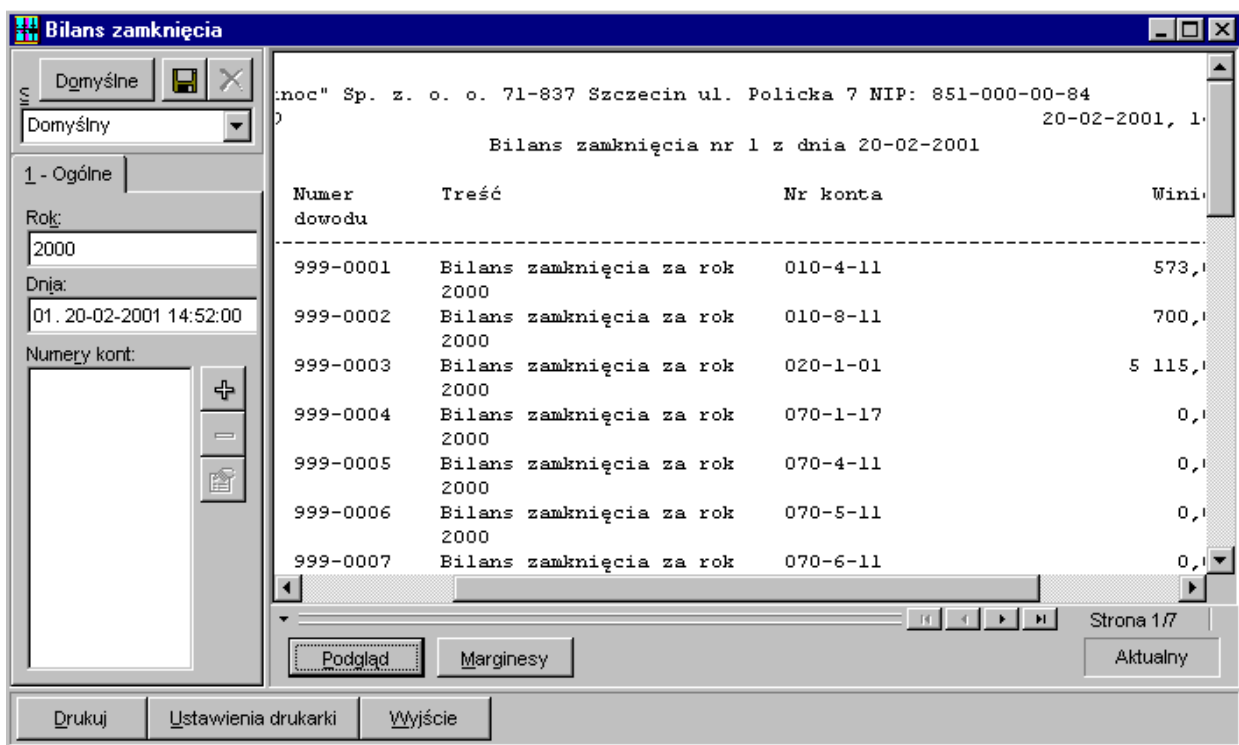 Bilans zamknięcia
Domyślne
S
Domyślny
1 - Ogólne
Rok:
2000
Dnia:
01. 20-02-2001 14:52:00
Numery kont:
noc" Sp. z. o. o. 71-837 Szczecin ul. Policka 7 NIP: 851-000-00-84
20-02-2001, 1
Bilans zamknięcia nr 1 z dnia 20-02-2001
Numer Treść Nr konta Wini
dowodu
999-0001 Bilans zamknięcia za rok 010-4-11 573,
2000
999-0002 Bilans zamknięcia za rok 010-8-11 700,
2000
999-0003 Bilans zamknięcia za rok 020-1-01 5 115,
2000
999-0004 Bilans zamknięcia za rok 070-1-17 0,
2000
999-0005 Bilans zamknięcia za rok 070-4-11 0,
2000
999-0006 Bilans zamknięcia za rok 070-5-11 0,
2000
999-0007 Bilans zamknięcia za rok 070-6-11 0,
Strona 1/7
Podgląd Marginesy Aktualny
Drukuj Ustawienia drukarki Wyjście